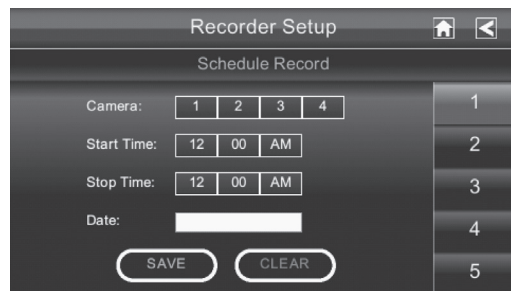 Recorder Setup
Schedule Record
Camera: 1 2 3 4
Start Time: 12 00 AM
Stop Time: 12 00 AM
Date:
SAVE CLEAR
1
2
3
4
5